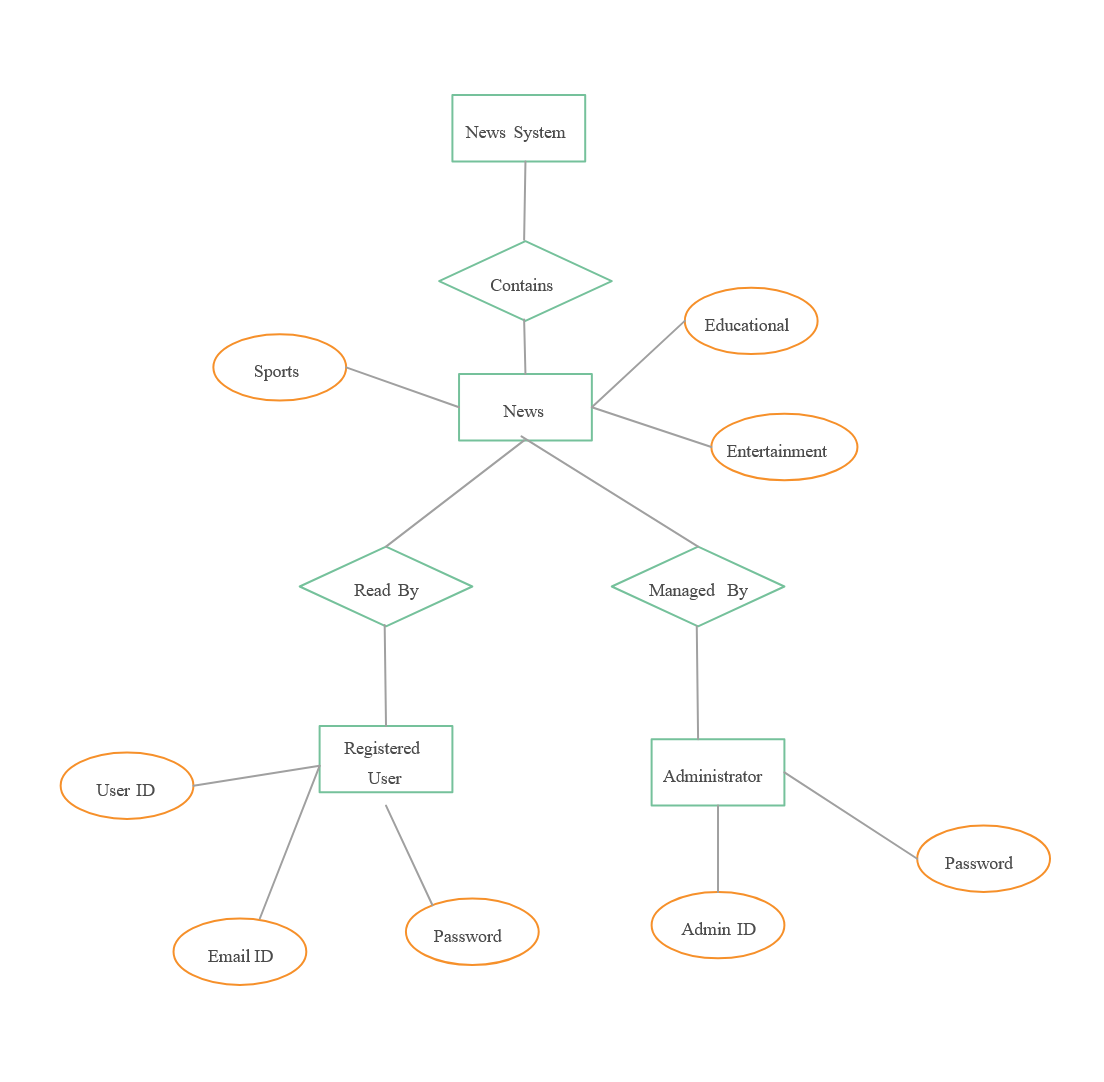 News System
Contains
Educational
Sports
News
Entertainment
Read By
Managed By
Registered
User
Administrator
User ID
Password
Admin ID
Password
Email ID